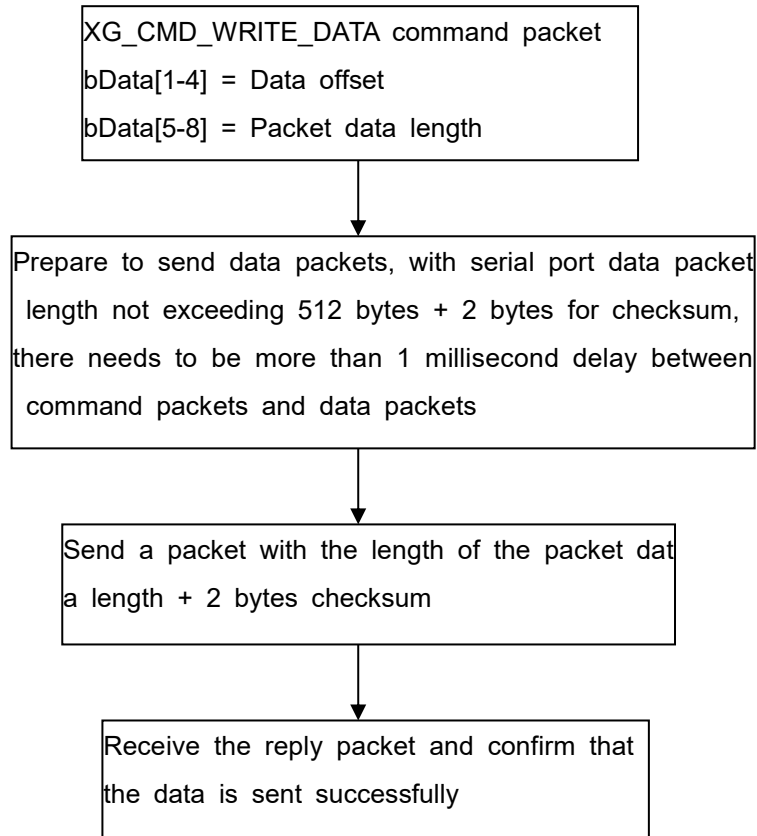 XG_CMD_WRITE_DATA command packet
bData[1-4] = Data offset
bData[5-8] = Packet data length
Prepare to send data packets, with serial port data packet
length not exceeding 512 bytes + 2 bytes for checksum,
there needs to be more than 1 millisecond delay between
command packets and data packets
Send a packet with the length of the packet dat
a length + 2 bytes checksum
Receive the reply packet and confirm that
the data is sent successfully